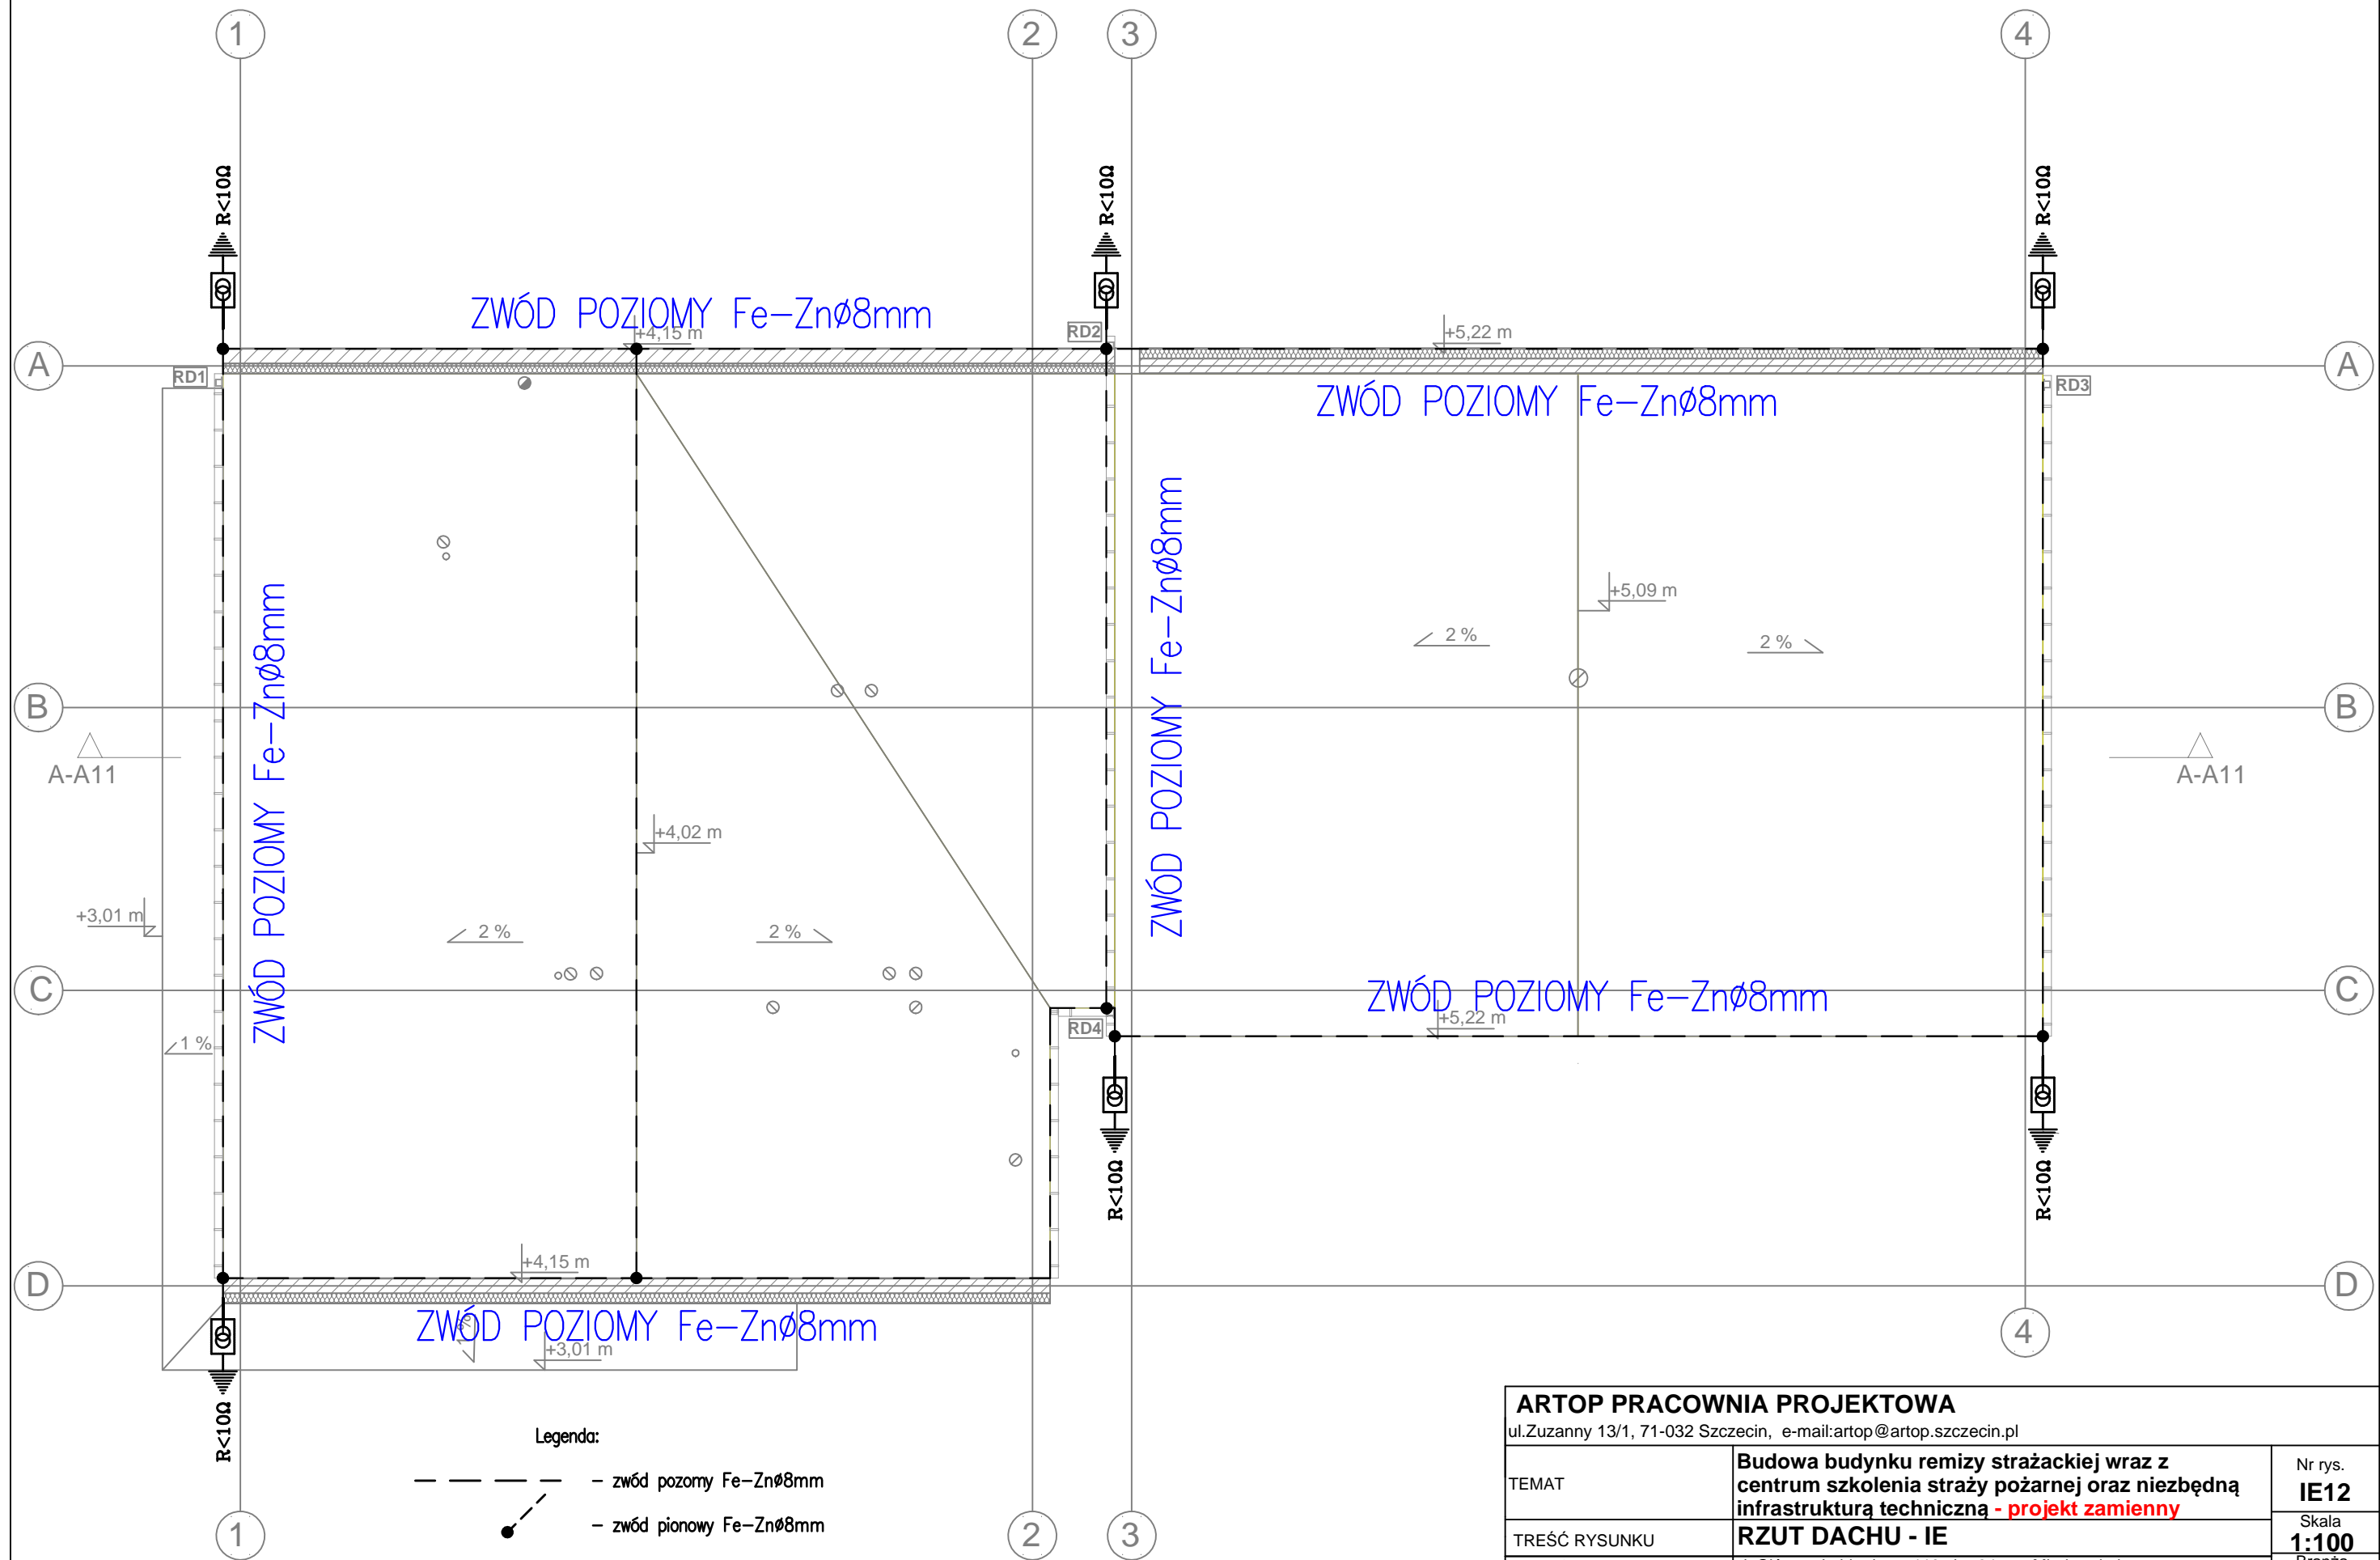 1 2 3 4
R<10Ω R<10Ω R<10Ω
ZWÓD POZIOMY Fe-Znø8mm
+4,15 m
RD2
+5,22 m
A A
RD1
RD3
ZWÓD POZIOMY Fe-Znø8mm
ZWÓD POZIOMY Fe-Znø8mm
ZWÓD POZIOMY Fe-Znø8mm
+5,09 m
2 % 2 %
B B
A-A11 A-A11
+4,02 m
+3,01 m
2 % 2 %
C C
ZWÓD POZIOMY Fe-Znø8mm
+5,22 m
RD4
1 %
R<10Ω R<10Ω
+4,15 m
D D
ZWÓD POZIOMY Fe-Znø8mm
+3,01 m
4
R<10Ω
Legenda:
- zwód pozomy Fe-Znø8mm
- zwód pionowy Fe-Znø8mm
1 2 3
ARTOP PRACOWNIA PROJEKTOWA
ul.Zuzanny 13/1, 71-032 Szczecin, e-mail:artop@artop.szczecin.pl
TEMAT
Budowa budynku remizy strażackiej wraz z
centrum szkolenia straży pożarnej oraz niezbędną
infrastrukturą techniczną - projekt zamienny
Nr rys.
IE12
TREŚĆ RYSUNKU
RZUT DACHU - IE
Skala
1:100